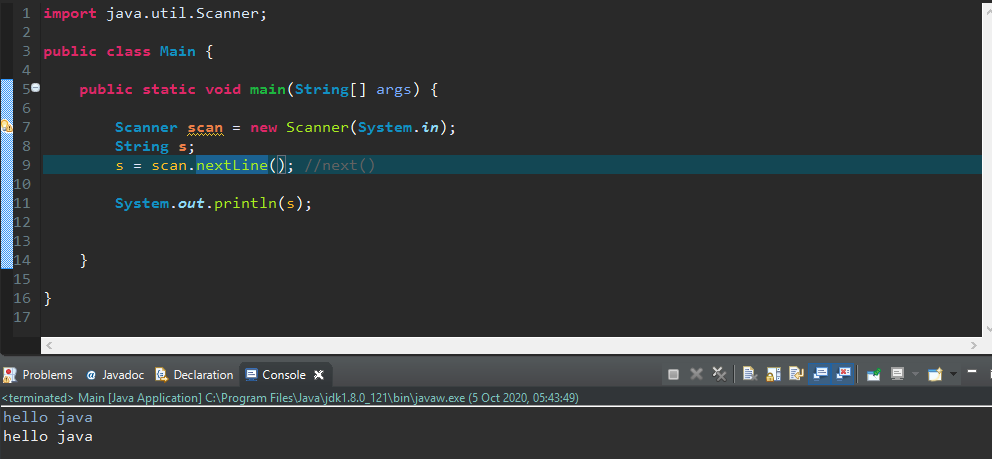 1 import java.util.Scanner;
2
3 public class Main {
4
5 public static void main(String[] args) {
6
7 Scanner scan = new Scanner(System.in);
8 String s;
9 s = scan.nextLine(); //next()
10
11 System.out.println(s);
12
13
14 }
15
16 }
17
Problems @ Javadoc Declaration Console
<terminated> Main [Java Application] C:\Program Files\Java\jdk1.8.0_121\bin\javaw.exe (5 Oct 2020, 05:43:49)
hello java
hello java